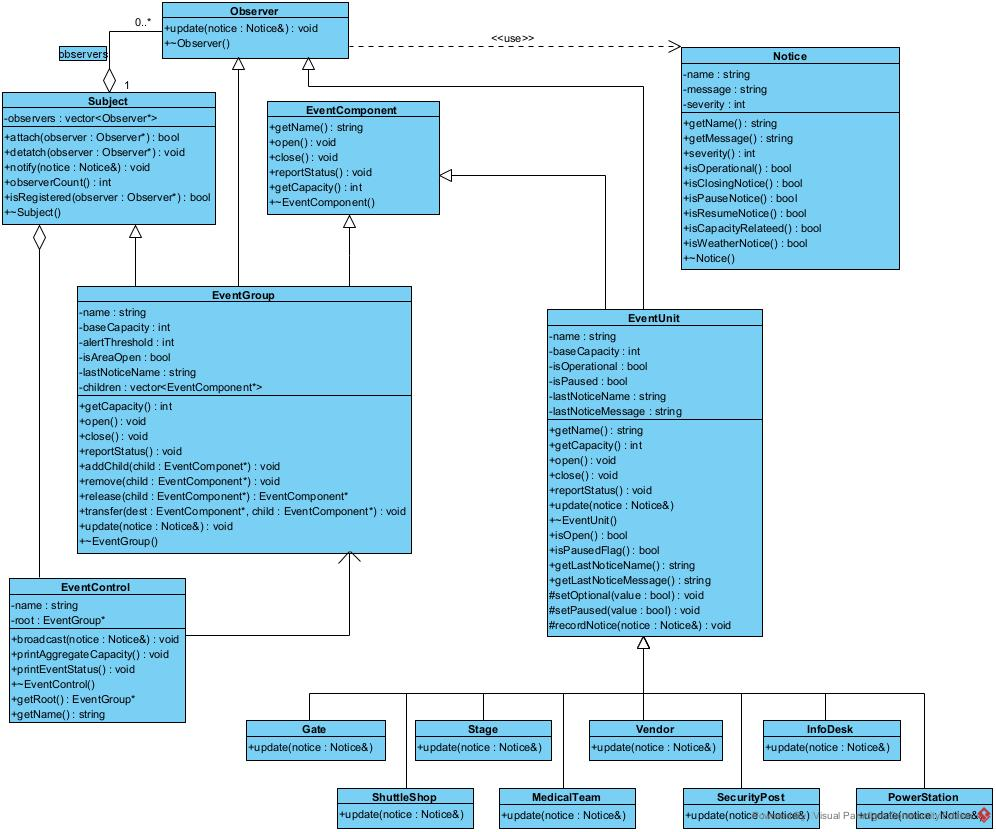 Observer
+update(notice : Notice&) : void
+~Observer()
0..*
observers
1
<<use>>
Notice
-name : string
-message : string
-severity : int
+getName() : string
+getMessage() : string
+severity() : int
+isOperational() : bool
+isClosingNotice() : bool
+isPauseNotice() : bool
+isResumeNotice() : bool
+isCapacityRelateed() : bool
+isWeatherNotice() : bool
+~Notice()
Subject
-observers : vector<Observer*>
+attach(observer : Observer*) : bool
+detatch(observer : Observer*) : void
+notify(notice : Notice&) : void
+observerCount() : int
+isRegistered(observer : Observer*) : bool
+~Subject()
EventComponent
+getName() : string
+open() : void
+close() : void
+reportStatus() : void
+getCapacity() : int
+~EventComponent()
EventGroup
-name : string
-baseCapacity : int
-alertThreshold : int
-isAreaOpen : bool
-lastNoticeName : string
-children : vector<EventComponent*>
+getCapacity() : int
+open() : void
+close() : void
+reportStatus() : void
+addChild(child : EventComponet*) : void
+remove(child : EventComponent*) : void
+release(child : EventComponent*) : EventComponent*
+transfer(dest : EventComponent*, child : EventComponent*) : void
+update(notice : Notice&) : void
+~EventGroup()
EventUnit
-name : string
-baseCapacity : int
-isOperational : bool
-isPaused : bool
-lastNoticeName : string
-lastNoticeMessage : string
+getName() : string
+getCapacity() : int
+open() : void
+close() : void
+reportStatus() : void
+update(notice : Notice&)
+~EventUnit()
+isOpen() : bool
+isPausedFlag() : bool
+getLastNoticeName() : string
+getLastNoticeMessage() : string
#setOptional(value : bool) : void
#setPaused(value : bool) : void
#recordNotice(notice : Notice&) : void
EventControl
-name : string
-root : EventGroup*
+broadcast(notice : Notice&) : void
+printAggregateCapacity() : void
+printEventStatus() : void
+~EventControl()
+getRoot() : EventGroup*
+getName() : string
Gate
+update(notice : Notice&)
Stage
+update(notice : Notice&)
Vendor
+update(notice : Notice&)
InfoDesk
+update(notice : Notice&)
ShuttleShop
+update(notice : Notice&)
MedicalTeam
+update(notice : Notice&)
SecurityPost
+update(notice : Notice&)
PowerStation
+update(notice : Notice&)